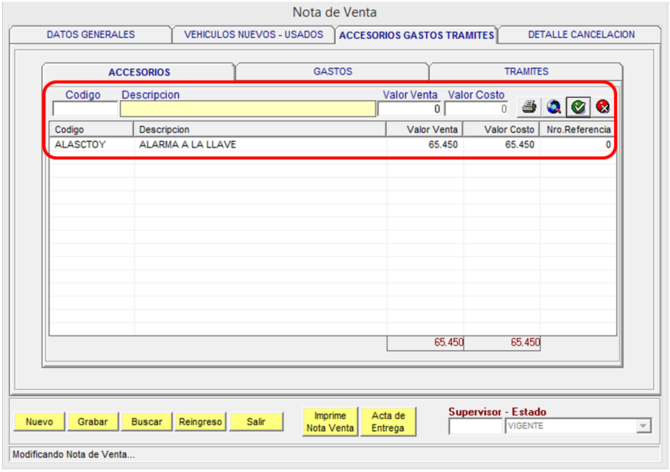 Nota de Venta
DATOS GENERALES VEHICULOS NUEVOS - USADOS ACCESORIOS GASTOS TRAMITES DETALLE CANCELACION
ACCESORIOS GASTOS TRAMITES
Codigo Descripcion Valor Venta Valor Costo
0 0
Codigo Descripcion Valor Venta Valor Costo Nro.Referencia
ALASCTOY ALARMA A LA LLAVE 65.450 65.450 0
65.450 65.450
Nuevo Grabar Buscar Reingreso Salir Imprime Nota Venta Acta de Entrega
Supervisor - Estado
VIGENTE
Modificando Nota de Venta...